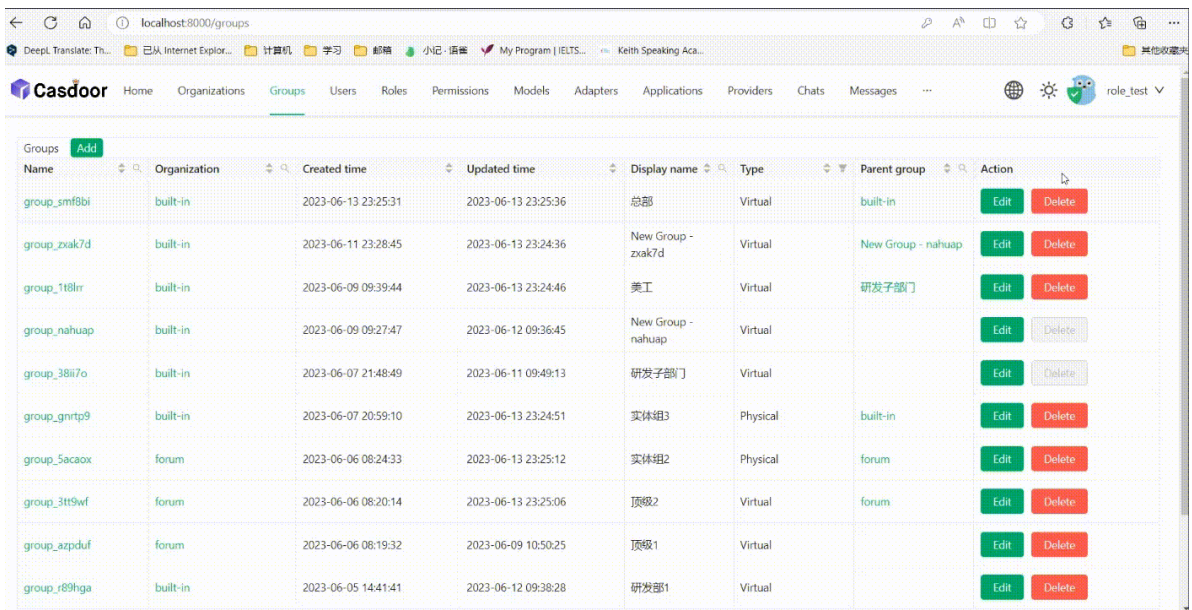 localhost:8000/groups
DeepL Translate: Th... 已从 Internet Explor... 计算机 学习 邮箱 小记 · 语雀 My Program | IELTS... Keith Speaking Aca... 其他收藏夹
Casdoor Home Organizations Groups Users Roles Permissions Models Adapters Applications Providers Chats Messages ··· role_test
Groups Add
Name Organization Created time Updated time Display name Type Parent group Action
group_smf8bi built-in 2023-06-13 23:25:31 2023-06-13 23:25:36 总部 Virtual built-in Edit Delete
group_zxak7d built-in 2023-06-11 23:28:45 2023-06-13 23:24:36 New Group - zxak7d Virtual New Group - nahuap Edit Delete
group_1t8lrr built-in 2023-06-09 09:39:44 2023-06-13 23:24:46 美工 Virtual 研发子部门 Edit Delete
group_nahuap built-in 2023-06-09 09:27:47 2023-06-12 09:36:45 New Group - nahuap Virtual Edit Delete
group_38ii7o built-in 2023-06-07 21:48:49 2023-06-11 09:49:13 研发子部门 Virtual Edit Delete
group_gnrtp9 built-in 2023-06-07 20:59:10 2023-06-13 23:24:51 实体组3 Physical built-in Edit Delete
group_5acaox forum 2023-06-06 08:24:33 2023-06-13 23:25:12 实体组2 Physical forum Edit Delete
group_3tt9wf forum 2023-06-06 08:20:14 2023-06-13 23:25:06 顶级2 Virtual forum Edit Delete
group_azpduf forum 2023-06-06 08:19:32 2023-06-09 10:50:25 顶级1 Virtual Edit Delete
group_r89hga built-in 2023-06-05 14:41:41 2023-06-12 09:38:28 研发部1 Virtual Edit Delete